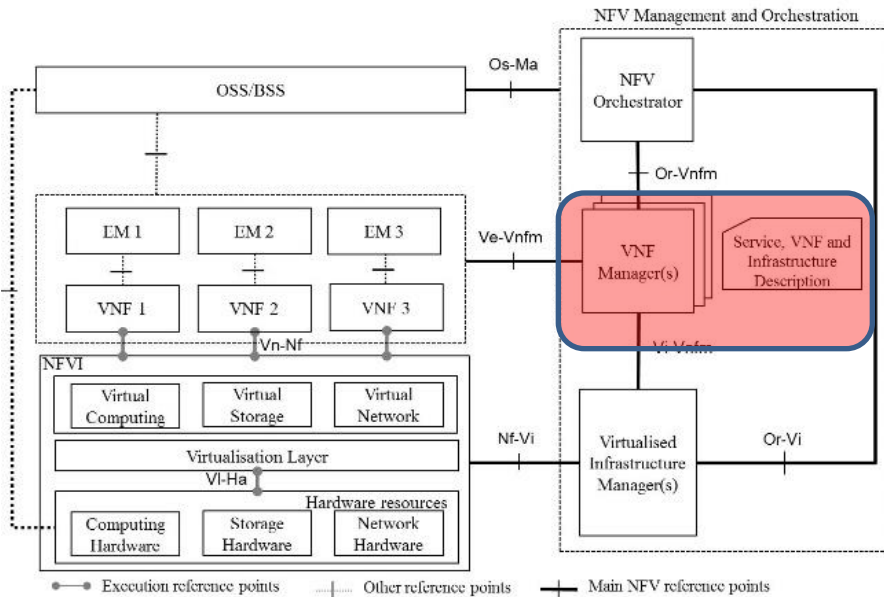 NFV Management and Orchestration
Os-Ma
OSS/BSS
NFV
Orchestrator
Or-Vnfm
EM 1
EM 2
EM 3
Ve-Vnfm
VNF
Manager(s)
Service, VNF and
Infrastructure
Description
VNF 1
VNF 2
VNF 3
Vn-Nf
Vi-Vnfm
NFVI
Virtual
Computing
Virtual
Storage
Virtual
Network
Nf-Vi
Virtualised
Infrastructure
Manager(s)
Or-Vi
Virtualisation Layer
Vl-Ha
Hardware resources
Computing
Hardware
Storage
Hardware
Network
Hardware
Execution reference points
Other reference points
Main NFV reference points